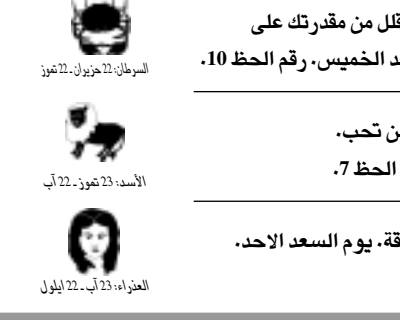 قلل من مقدرتك على
د الخميس. رقم الحظ 10.
السرطان: 22 حزيران ـ 22 تموز
ن تحب.
الحظ 7.
الأسد: 23 تموز ـ 22 آب
قة. يوم السعد الاحد.
العذراء: 23 آب ـ 22 ايلول